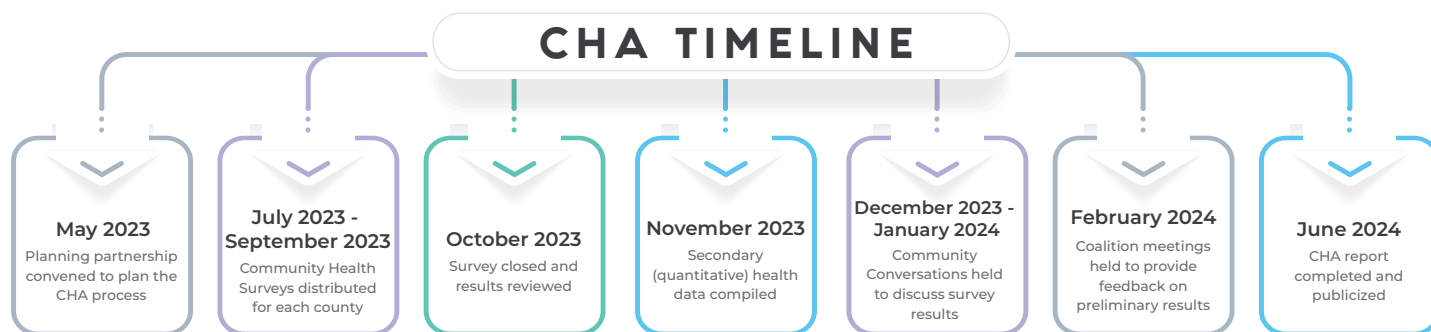 CHA TIMELINE
May 2023
Planning partnership
convened to plan the
CHA process
July 2023 -
September 2023
Community Health
Surveys distributed
for each county
October 2023
Survey closed and
results reviewed
November 2023
Secondary
(quantitative) health
data compiled
December 2023 -
January 2024
Community
Conversations held
to discuss survey
results
February 2024
Coalition meetings
held to provide
feedback on
preliminary results
June 2024
CHA report
completed and
publicized